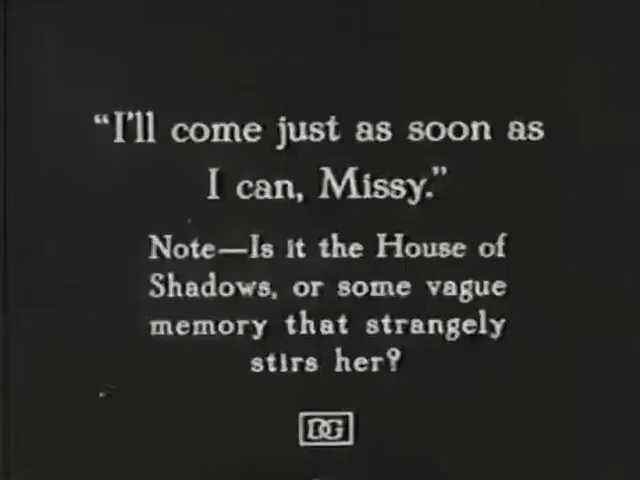 “I'll come just as soon as
I can, Missy.”
Note—Is it the House of
Shadows, or some vague
memory that strangely
stirs her?
DG